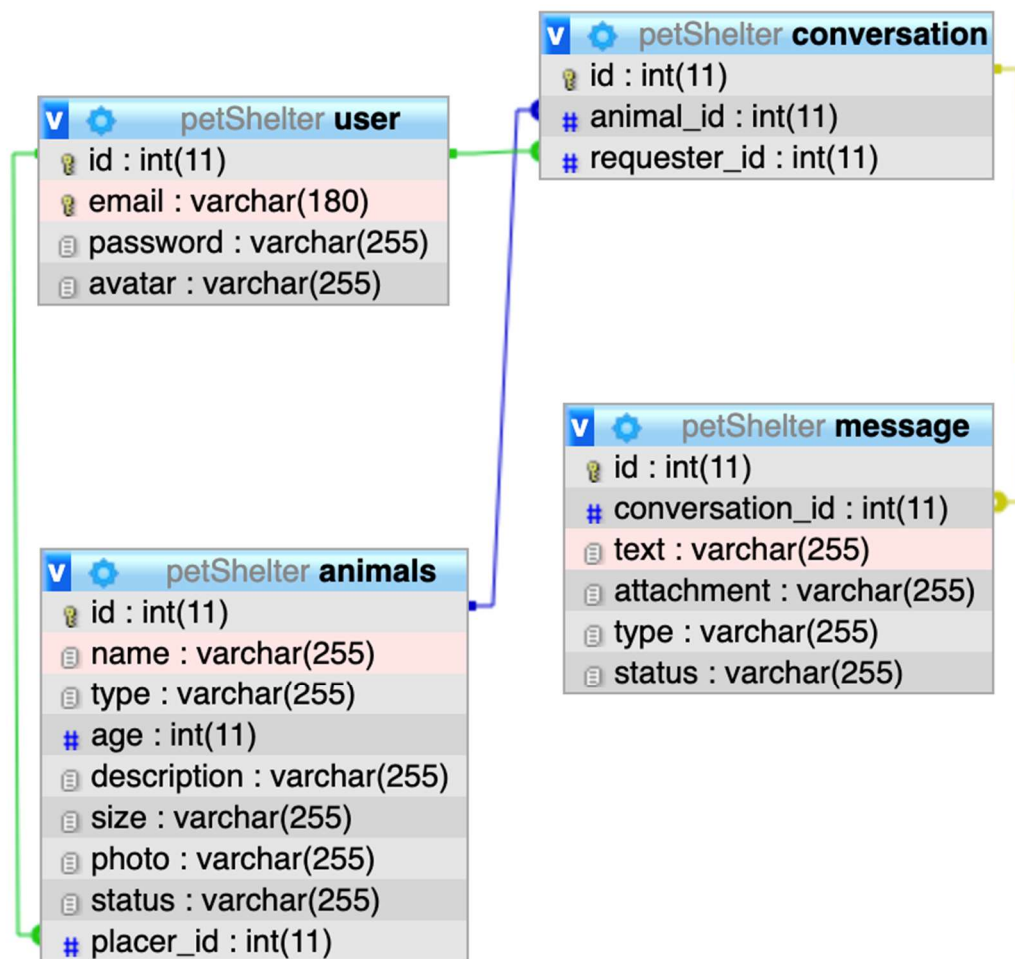 v petShelter user
id : int(11)
email : varchar(180)
password : varchar(255)
avatar : varchar(255)
v petShelter conversation
id : int(11)
# animal_id : int(11)
# requester_id : int(11)
v petShelter message
id : int(11)
# conversation_id : int(11)
text : varchar(255)
attachment : varchar(255)
type : varchar(255)
status : varchar(255)
v petShelter animals
id : int(11)
name : varchar(255)
type : varchar(255)
# age : int(11)
description : varchar(255)
size : varchar(255)
photo : varchar(255)
status : varchar(255)
# placer_id : int(11)